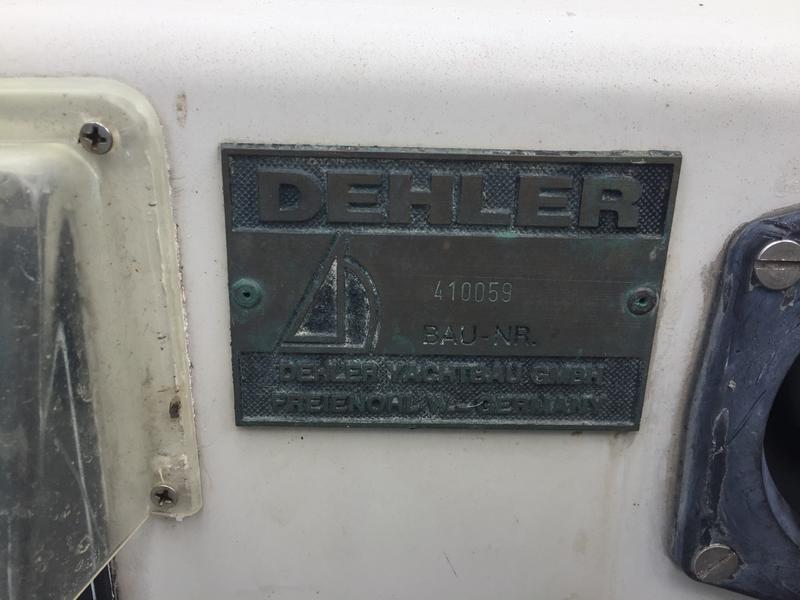 DEHLER
410059
BAU-NR.
DEHLER YACHTBAU GMBH
FREIENOHL W.-GERMANY